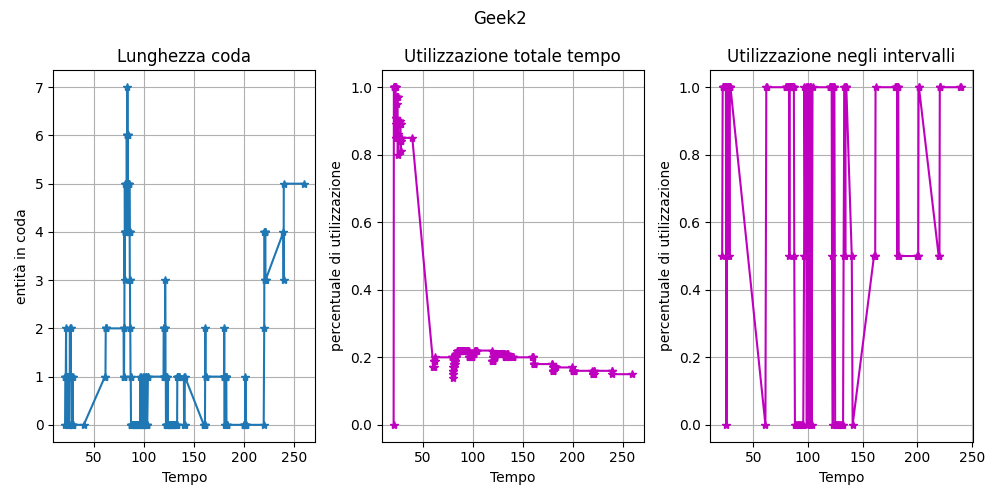 Geek2
Lunghezza coda
Utilizzazione totale tempo
Utilizzazione negli intervalli
entità in coda
7
6
5
4
3
2
1
0
50 100 150 200 250
Tempo
percentuale di utilizzazione
1.0
0.8
0.6
0.4
0.2
0.0
50 100 150 200 250
Tempo
percentuale di utilizzazione
1.0
0.8
0.6
0.4
0.2
0.0
50 100 150 200 250
Tempo